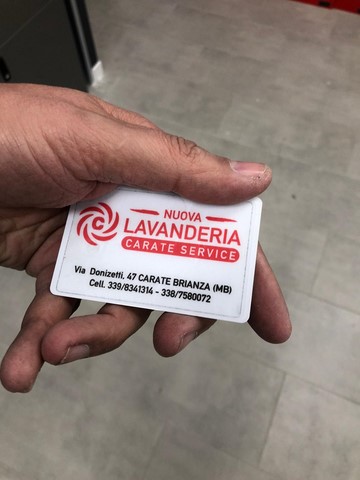 C
NUOVA
LAVANDERIA
CARATE SERVICE
Via Donizetti, 47 CARATE BRIANZA (MB)
Cell. 339/8341314 - 338/7580072